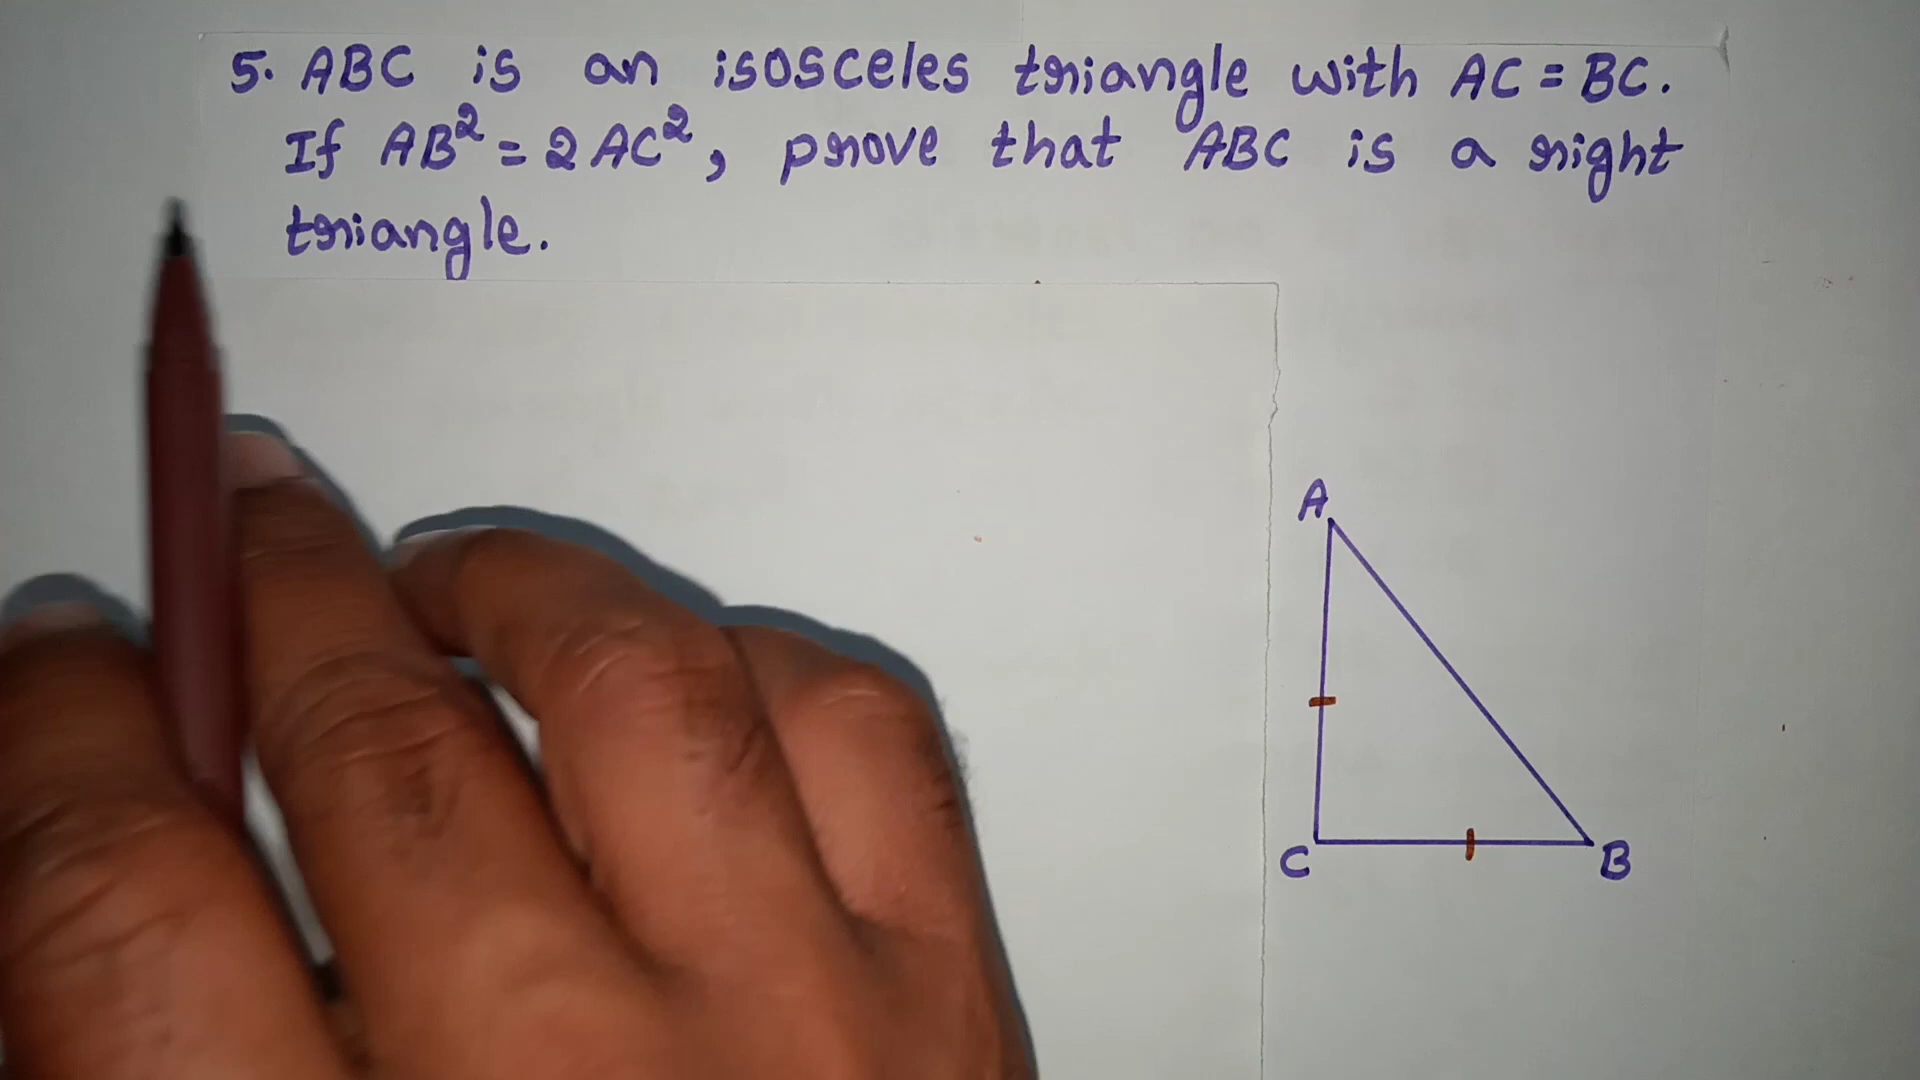 5. ABC is an isosceles triangle with AC = BC.
If AB² = 2AC², prove that ABC is a right
triangle.
A
C
B